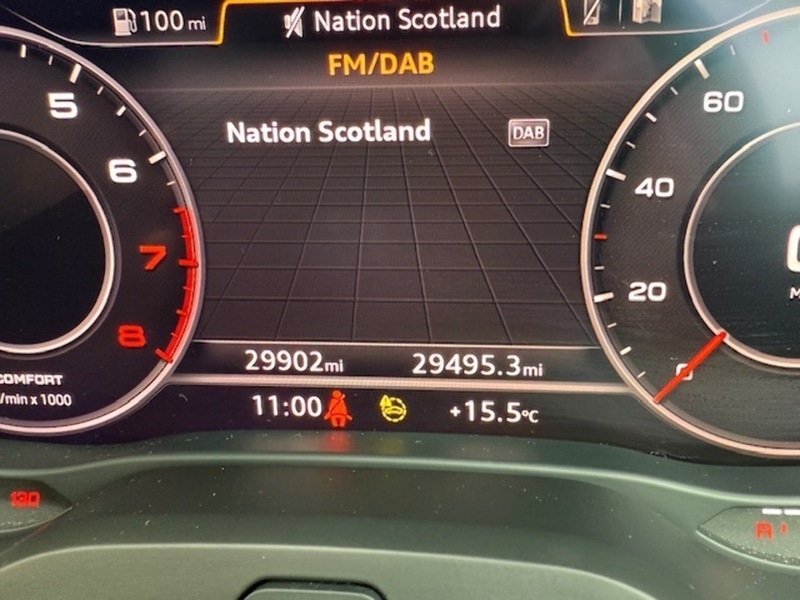 100 mi
Nation Scotland
FM/DAB
Nation Scotland
DAB
5
6
7
8
60
40
20
0
COMFORT
/min x 1000
29902mi
29495.3mi
11:00
+15.5°C
130